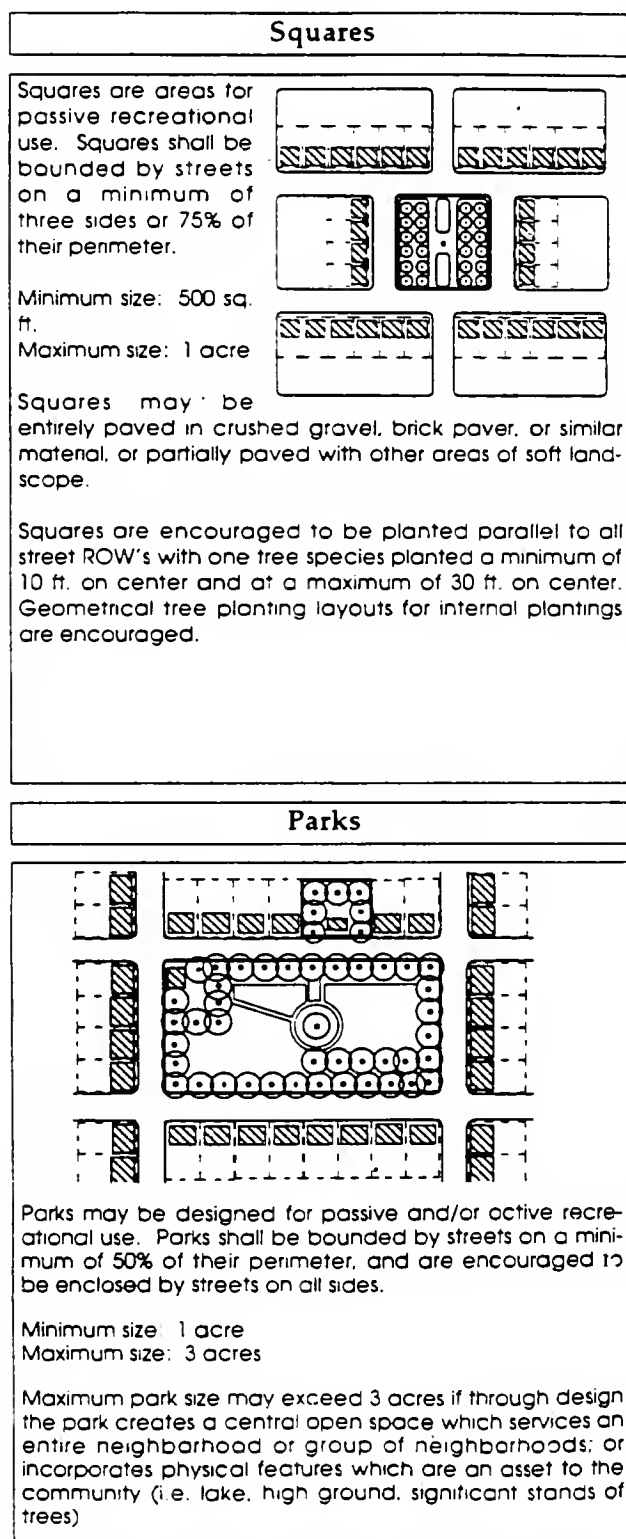 Squares
Squares are areas for
passive recreational
use. Squares shall be
bounded by streets
on a minimum of
three sides or 75% of
their perimeter.
Minimum size: 500 sq.
ft.
Maximum size: 1 acre
Squares may be
entirely paved in crushed gravel, brick paver, or similar
material, or partially paved with other areas of soft land-
scape.
Squares are encouraged to be planted parallel to all
street ROW's with one tree species planted a minimum of
10 ft. on center and at a maximum of 30 ft. on center.
Geometrical tree planting layouts for internal plantings
are encouraged.
Parks
Parks may be designed for passive and/or active recre-
ational use. Parks shall be bounded by streets on a mini-
mum of 50% of their perimeter, and are encouraged to
be enclosed by streets on all sides.
Minimum size: 1 acre
Maximum size: 3 acres
Maximum park size may exceed 3 acres if through design
the park creates a central open space which services an
entire neighborhood or group of neighborhoods; or
incorporates physical features which are an asset to the
community (i.e. lake, high ground, significant stands of
trees)